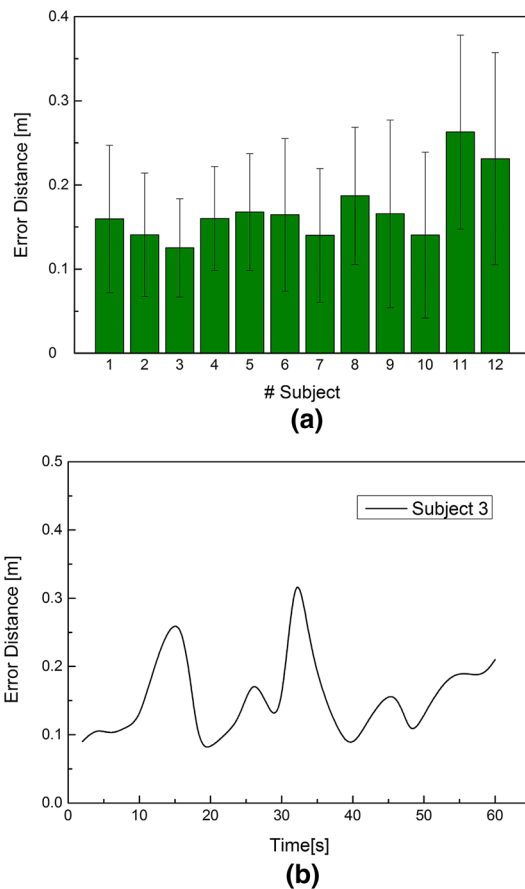 0.4
0.3
0.2
0.1
0
Error Distance [m]
1 2 3 4 5 6 7 8 9 10 11 12
# Subject
(a)
0.5
0.4
0.3
0.2
0.1
0.0
Error Distance [m]
Subject 3
0 10 20 30 40 50 60
Time[s]
(b)